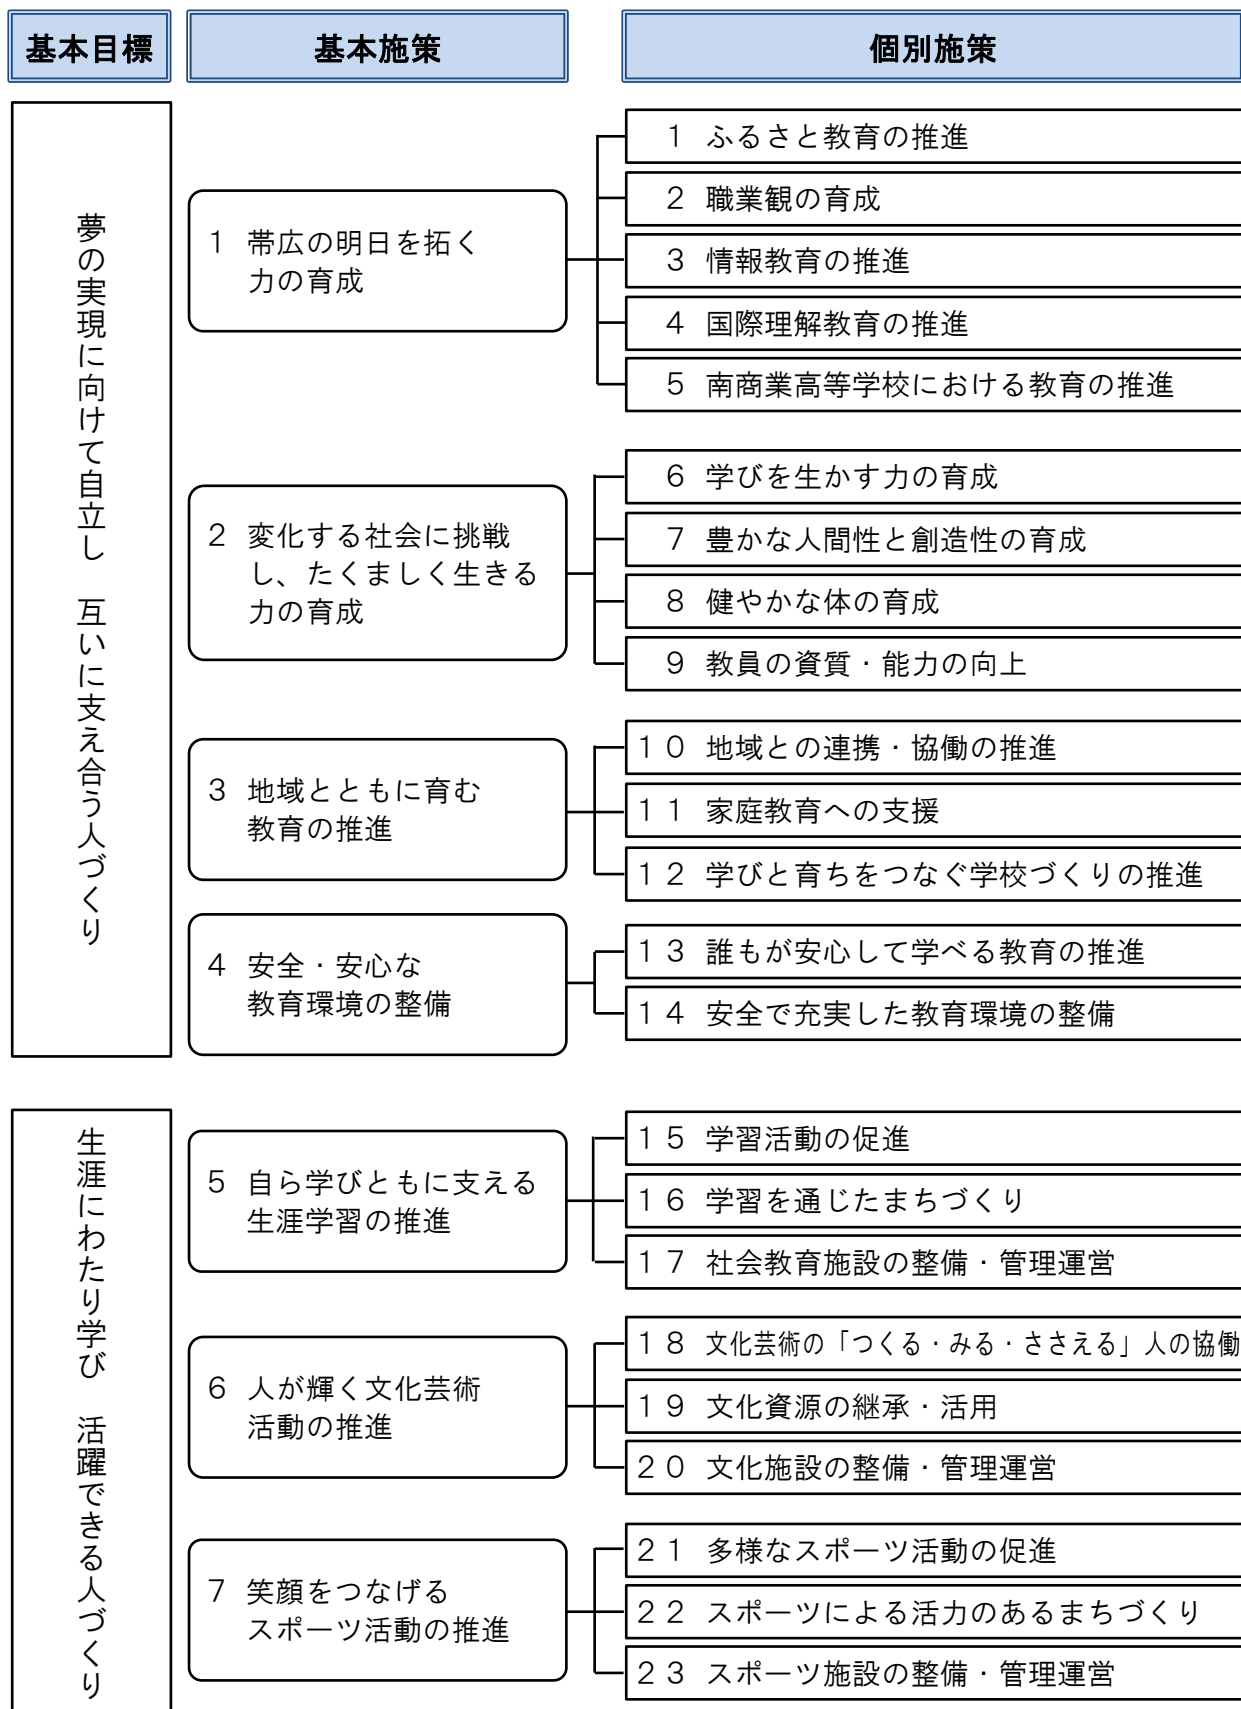 基本目標
基本施策
個別施策
夢の実現に向けて自立し　互いに支え合う人づくり
１ 帯広の明日を拓く
力の育成
１ ふるさと教育の推進
２ 職業観の育成
３ 情報教育の推進
４ 国際理解教育の推進
５ 南商業高等学校における教育の推進
２ 変化する社会に挑戦
し、たくましく生きる
力の育成
６ 学びを生かす力の育成
７ 豊かな人間性と創造性の育成
８ 健やかな体の育成
９ 教員の資質・能力の向上
３ 地域とともに育む
教育の推進
１０ 地域との連携・協働の推進
１１ 家庭教育への支援
１２ 学びと育ちをつなぐ学校づくりの推進
４ 安全・安心な
教育環境の整備
１３ 誰もが安心して学べる教育の推進
１４ 安全で充実した教育環境の整備
生涯にわたり学び　活躍できる人づくり
５ 自ら学びともに支える
生涯学習の推進
１５ 学習活動の促進
１６ 学習を通じたまちづくり
１７ 社会教育施設の整備・管理運営
６ 人が輝く文化芸術
活動の推進
１８ 文化芸術の「つくる・みる・ささえる」人の協働
１９ 文化資源の継承・活用
２０ 文化施設の整備・管理運営
７ 笑顔をつなげる
スポーツ活動の推進
２１ 多様なスポーツ活動の促進
２２ スポーツによる活力のあるまちづくり
２３ スポーツ施設の整備・管理運営